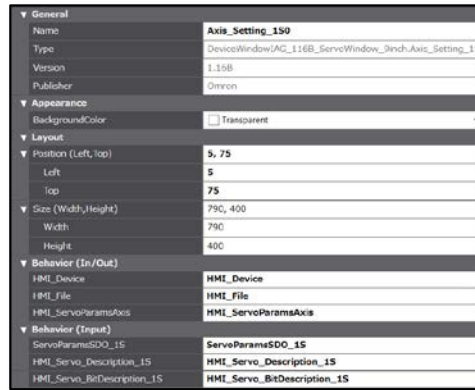 General
Name Axis_Setting_1S0
Type DeviceWindow!AG_116B_ServoWindow_9inch.Axis_Setting_1
Version 1.16B
Publisher Omron
Appearance
BackgroundColor Transparent
Layout
Position (Left,Top) 5, 75
Left 5
Top 75
Size (Width,Height) 790, 400
Width 790
Height 400
Behavior (In/Out)
HMI_Device HMI_Device
HMI_File HMI_File
HMI_ServoParamsAxis HMI_ServoParamsAxis
Behavior (Input)
ServoParamsSDO_1S ServoParamsSDO_1S
HMI_Servo_Description_1S HMI_Servo_Description_1S
HMI_Servo_BitDescription_1S HMI_Servo_BitDescription_1S